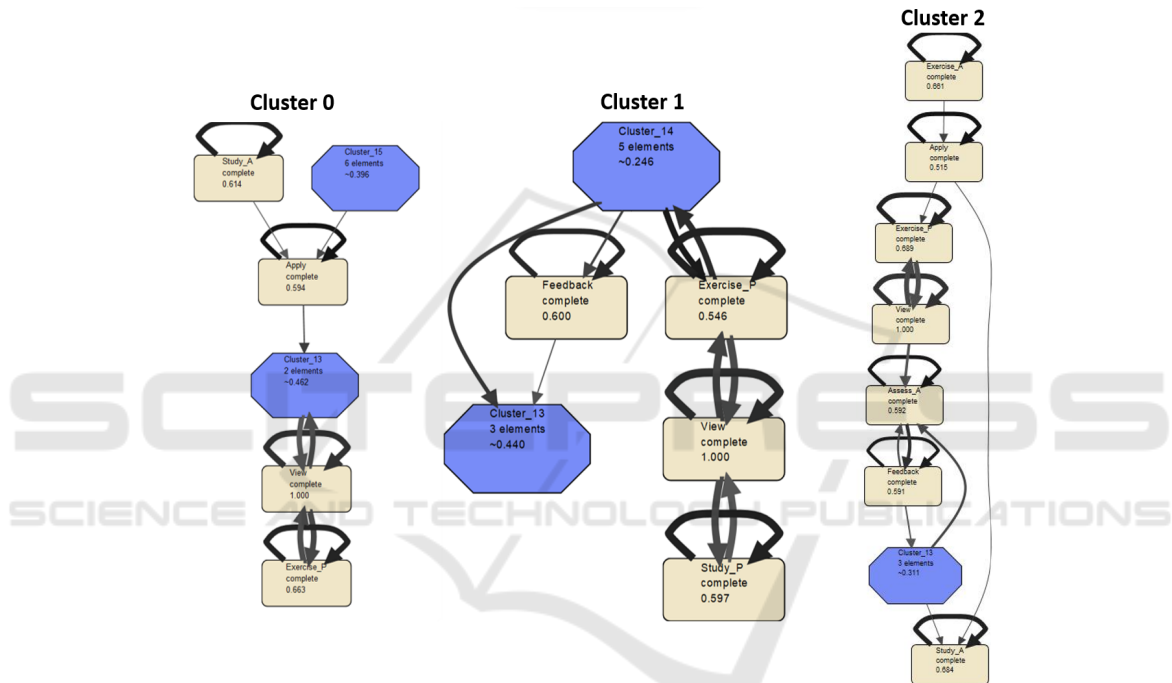 Cluster 0
Study_A
complete
0.614
Cluster_15
6 elements
~0.396
Apply
complete
0.594
Cluster_13
2 elements
~0.462
View
complete
1.000
Exercise_P
complete
0.663
Cluster 1
Cluster_14
5 elements
~0.246
Feedback
complete
0.600
Exercise_P
complete
0.546
Cluster_13
3 elements
~0.440
View
complete
1.000
Study_P
complete
0.597
Cluster 2
Exercise_A
complete
0.661
Apply
complete
0.515
Exercise_P
complete
0.689
View
complete
1.000
Assess_A
complete
0.592
Feedback
complete
0.591
Cluster_13
3 elements
~0.311
Study_A
complete
0.684
SCITEPRESS
SCIENCE AND TECHNOLOGY PUBLICATIONS